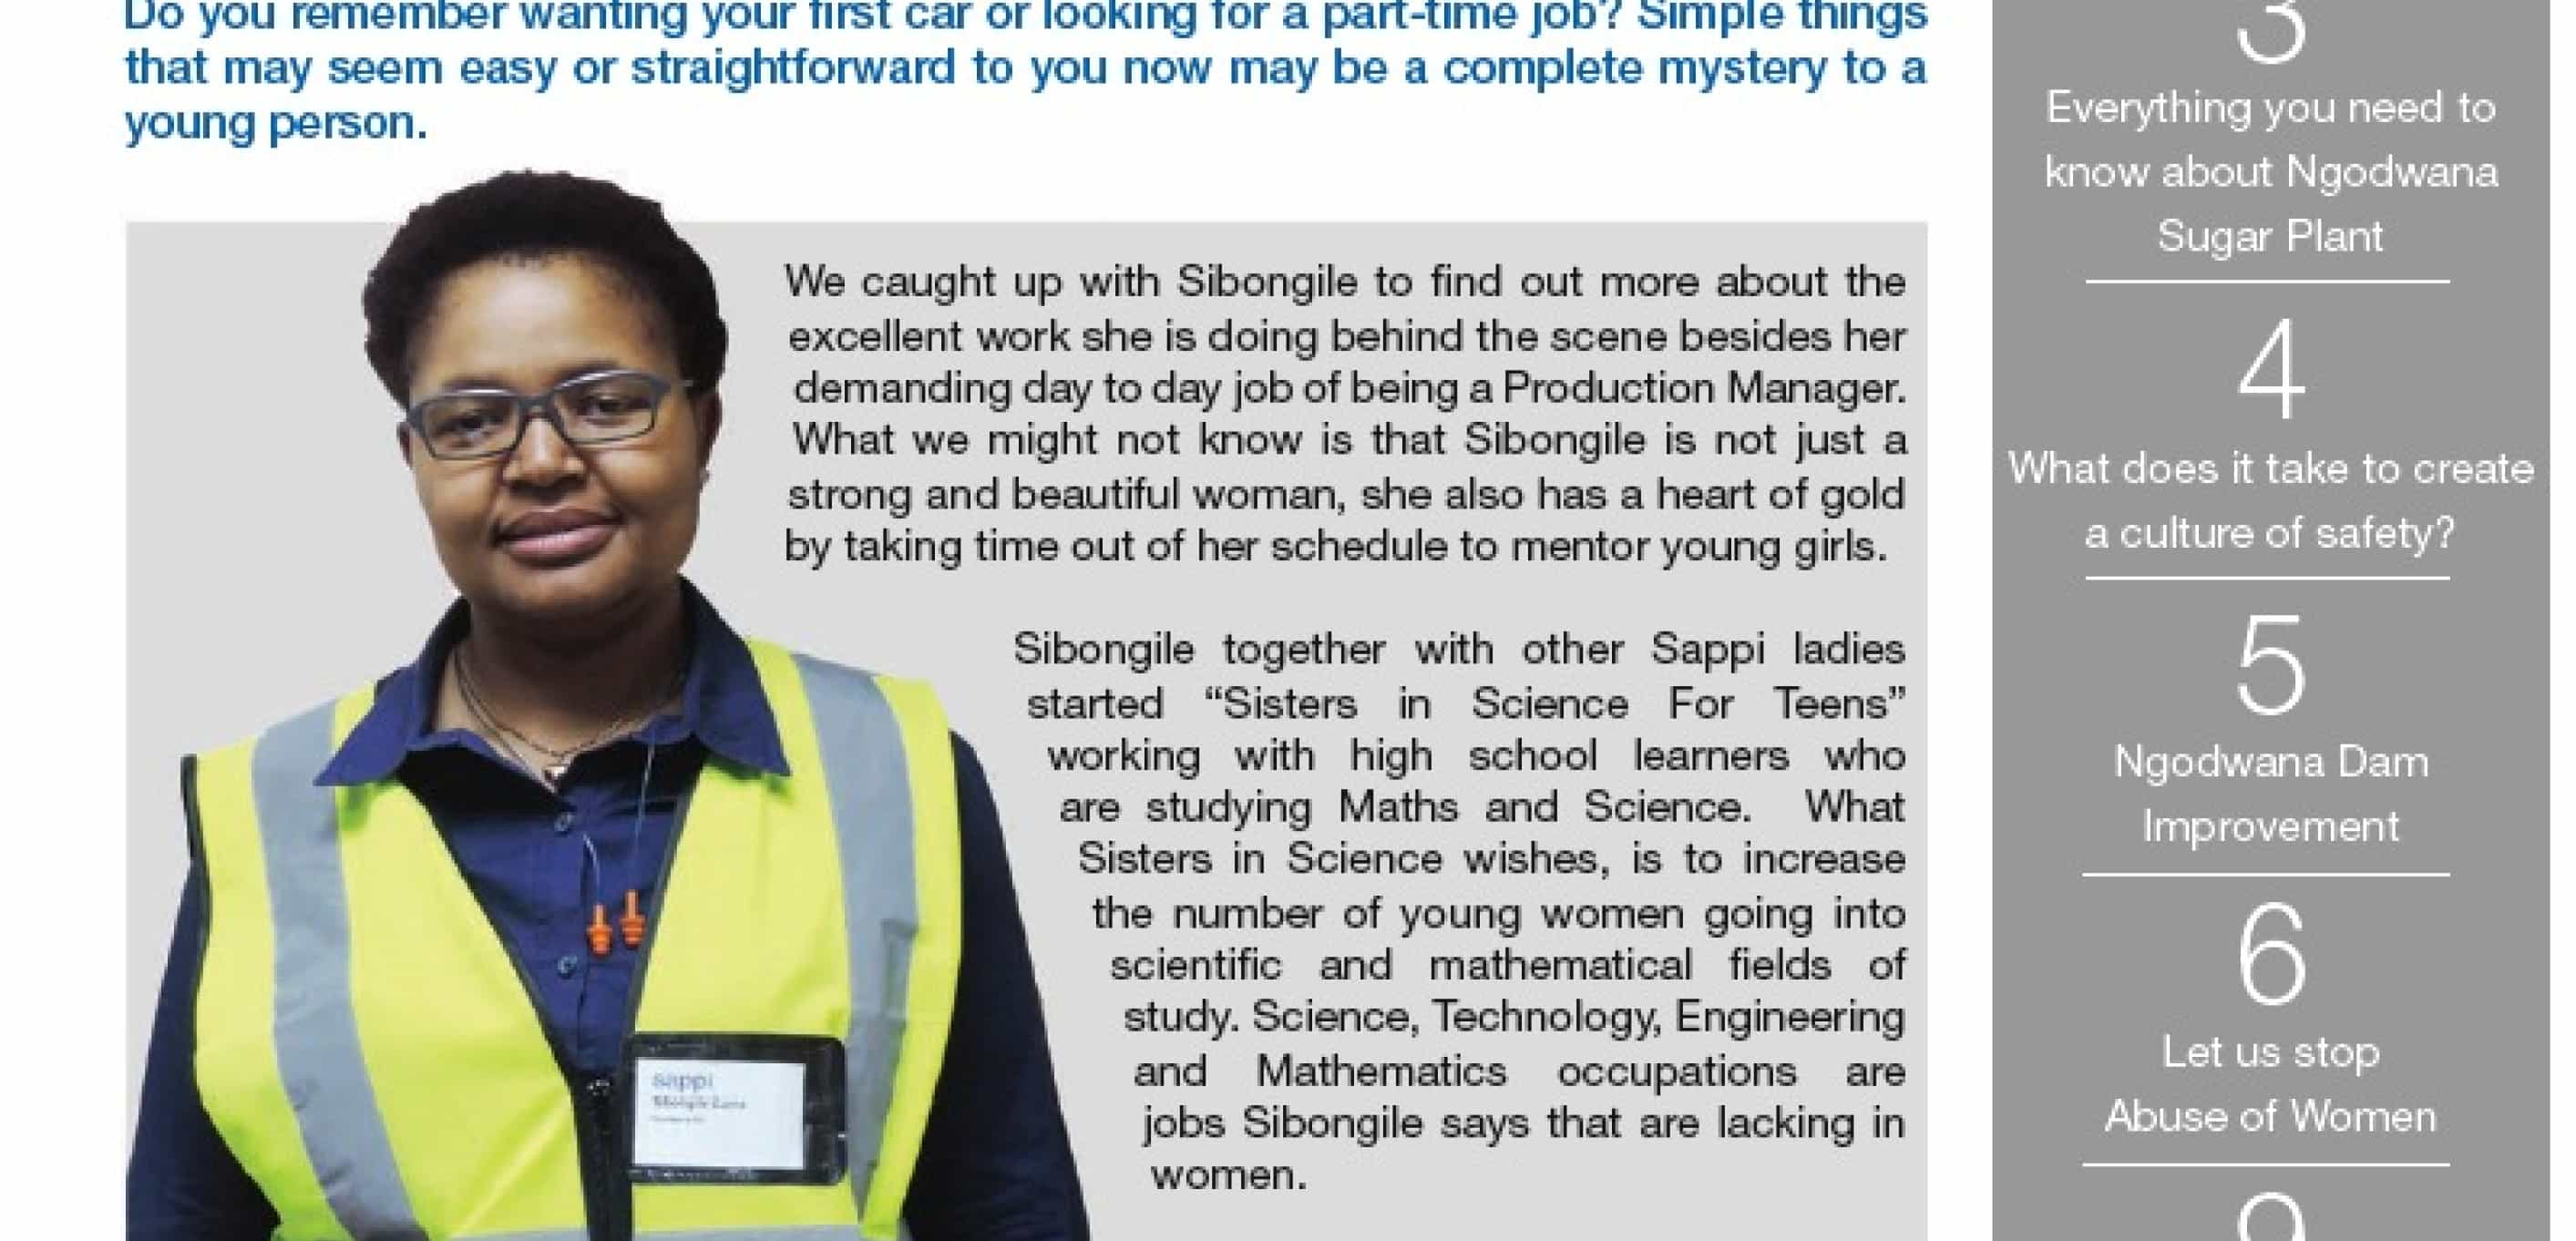 Do you remember wanting your first car or looking for a part-time job? Simple things
that may seem easy or straightforward to you now may be a complete mystery to a
young person.
We caught up with Sibongile to find out more about the
excellent work she is doing behind the scene besides her
demanding day to day job of being a Production Manager.
What we might not know is that Sibongile is not just a
strong and beautiful woman, she also has a heart of gold
by taking time out of her schedule to mentor young girls.
Sibongile together with other Sappi ladies
started “Sisters in Science For Teens”
working with high school learners who
are studying Maths and Science. What
Sisters in Science wishes, is to increase
the number of young women going into
scientific and mathematical fields of
study. Science, Technology, Engineering
and Mathematics occupations are
jobs Sibongile says that are lacking in
women.
sappi
3
Everything you need to
know about Ngodwana
Sugar Plant
4
What does it take to create
a culture of safety?
5
Ngodwana Dam
Improvement
6
Let us stop
Abuse of Women